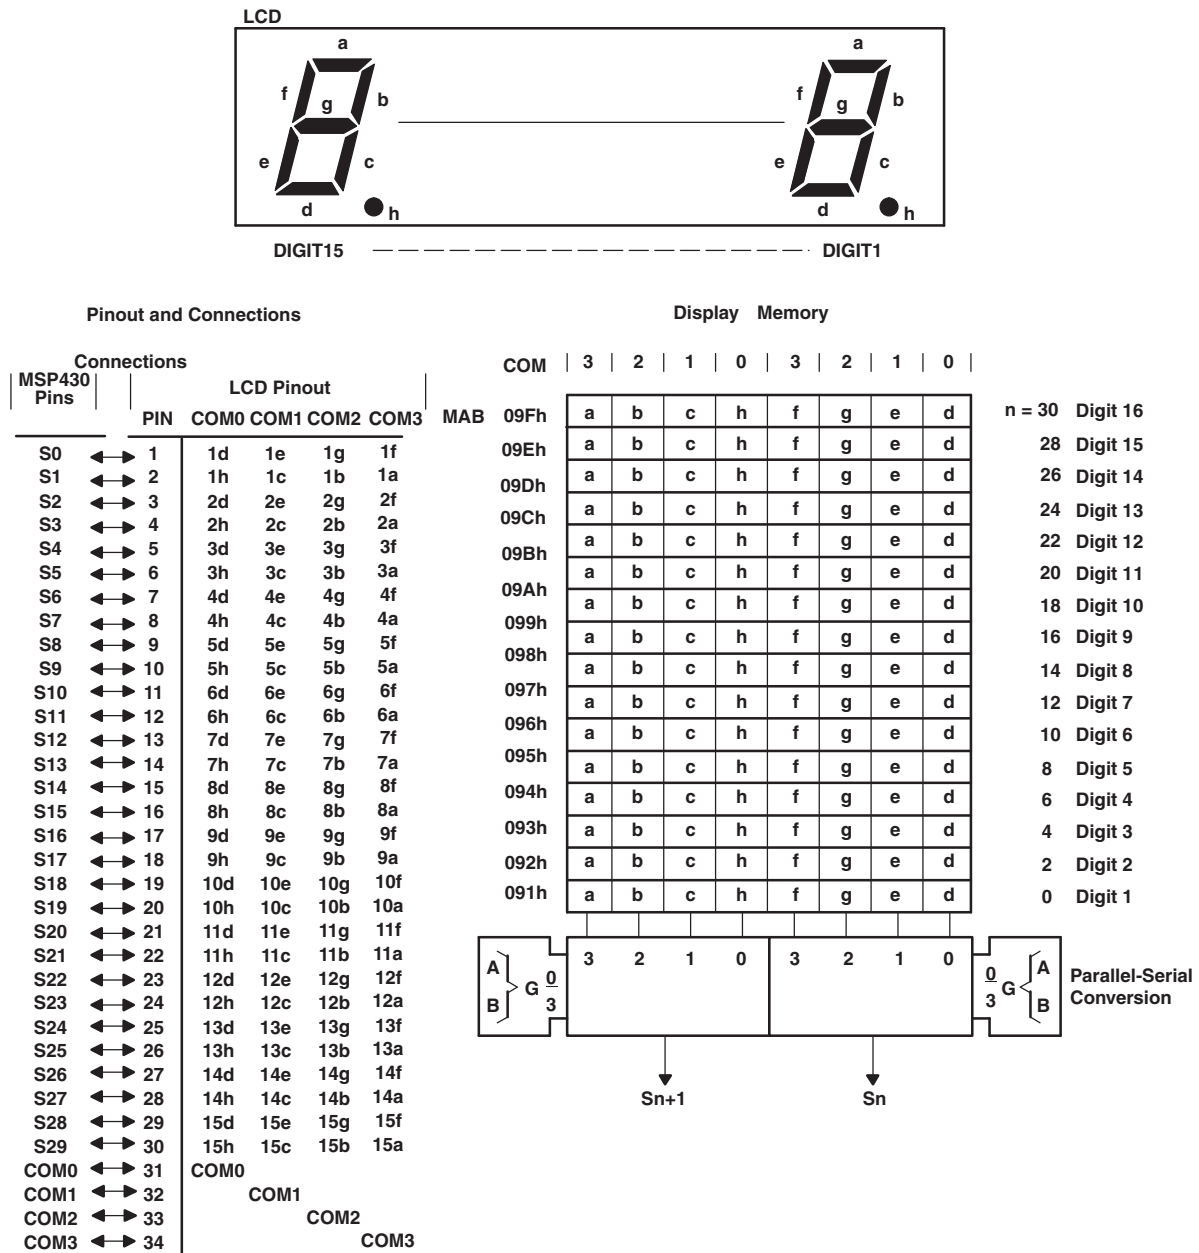 LCD
a a
f g b f g b
e c e c
d h d h
DIGIT15 DIGIT1
Pinout and Connections
Connections
MSP430 Pins LCD Pinout
PIN COM0 COM1 COM2 COM3
S0 1 1d 1e 1g 1f
S1 2 1h 1c 1b 1a
S2 3 2d 2e 2g 2f
S3 4 2h 2c 2b 2a
S4 5 3d 3e 3g 3f
S5 6 3h 3c 3b 3a
S6 7 4d 4e 4g 4f
S7 8 4h 4c 4b 4a
S8 9 5d 5e 5g 5f
S9 10 5h 5c 5b 5a
S10 11 6d 6e 6g 6f
S11 12 6h 6c 6b 6a
S12 13 7d 7e 7g 7f
S13 14 7h 7c 7b 7a
S14 15 8d 8e 8g 8f
S15 16 8h 8c 8b 8a
S16 17 9d 9e 9g 9f
S17 18 9h 9c 9b 9a
S18 19 10d 10e 10g 10f
S19 20 10h 10c 10b 10a
S20 21 11d 11e 11g 11f
S21 22 11h 11c 11b 11a
S22 23 12d 12e 12g 12f
S23 24 12h 12c 12b 12a
S24 25 13d 13e 13g 13f
S25 26 13h 13c 13b 13a
S26 27 14d 14e 14g 14f
S27 28 14h 14c 14b 14a
S28 29 15d 15e 15g 15f
S29 30 15h 15c 15b 15a
COM0 31 COM0
COM1 32 COM1
COM2 33 COM2
COM3 34 COM3
Display Memory
COM 3 2 1 0 3 2 1 0
MAB 09Fh a b c h f g e d n = 30 Digit 16
09Eh a b c h f g e d 28 Digit 15
09Dh a b c h f g e d 26 Digit 14
09Ch a b c h f g e d 24 Digit 13
09Bh a b c h f g e d 22 Digit 12
09Ah a b c h f g e d 20 Digit 11
099h a b c h f g e d 18 Digit 10
098h a b c h f g e d 16 Digit 9
097h a b c h f g e d 14 Digit 8
096h a b c h f g e d 12 Digit 7
095h a b c h f g e d 10 Digit 6
094h a b c h f g e d 8 Digit 5
093h a b c h f g e d 6 Digit 4
092h a b c h f g e d 4 Digit 3
091h a b c h f g e d 2 Digit 2
a b c h f g e d 0 Digit 1
A B G 0 3 3 2 1 0 3 2 1 0 0 3 G A B
Parallel-Serial
Conversion
Sn+1 Sn